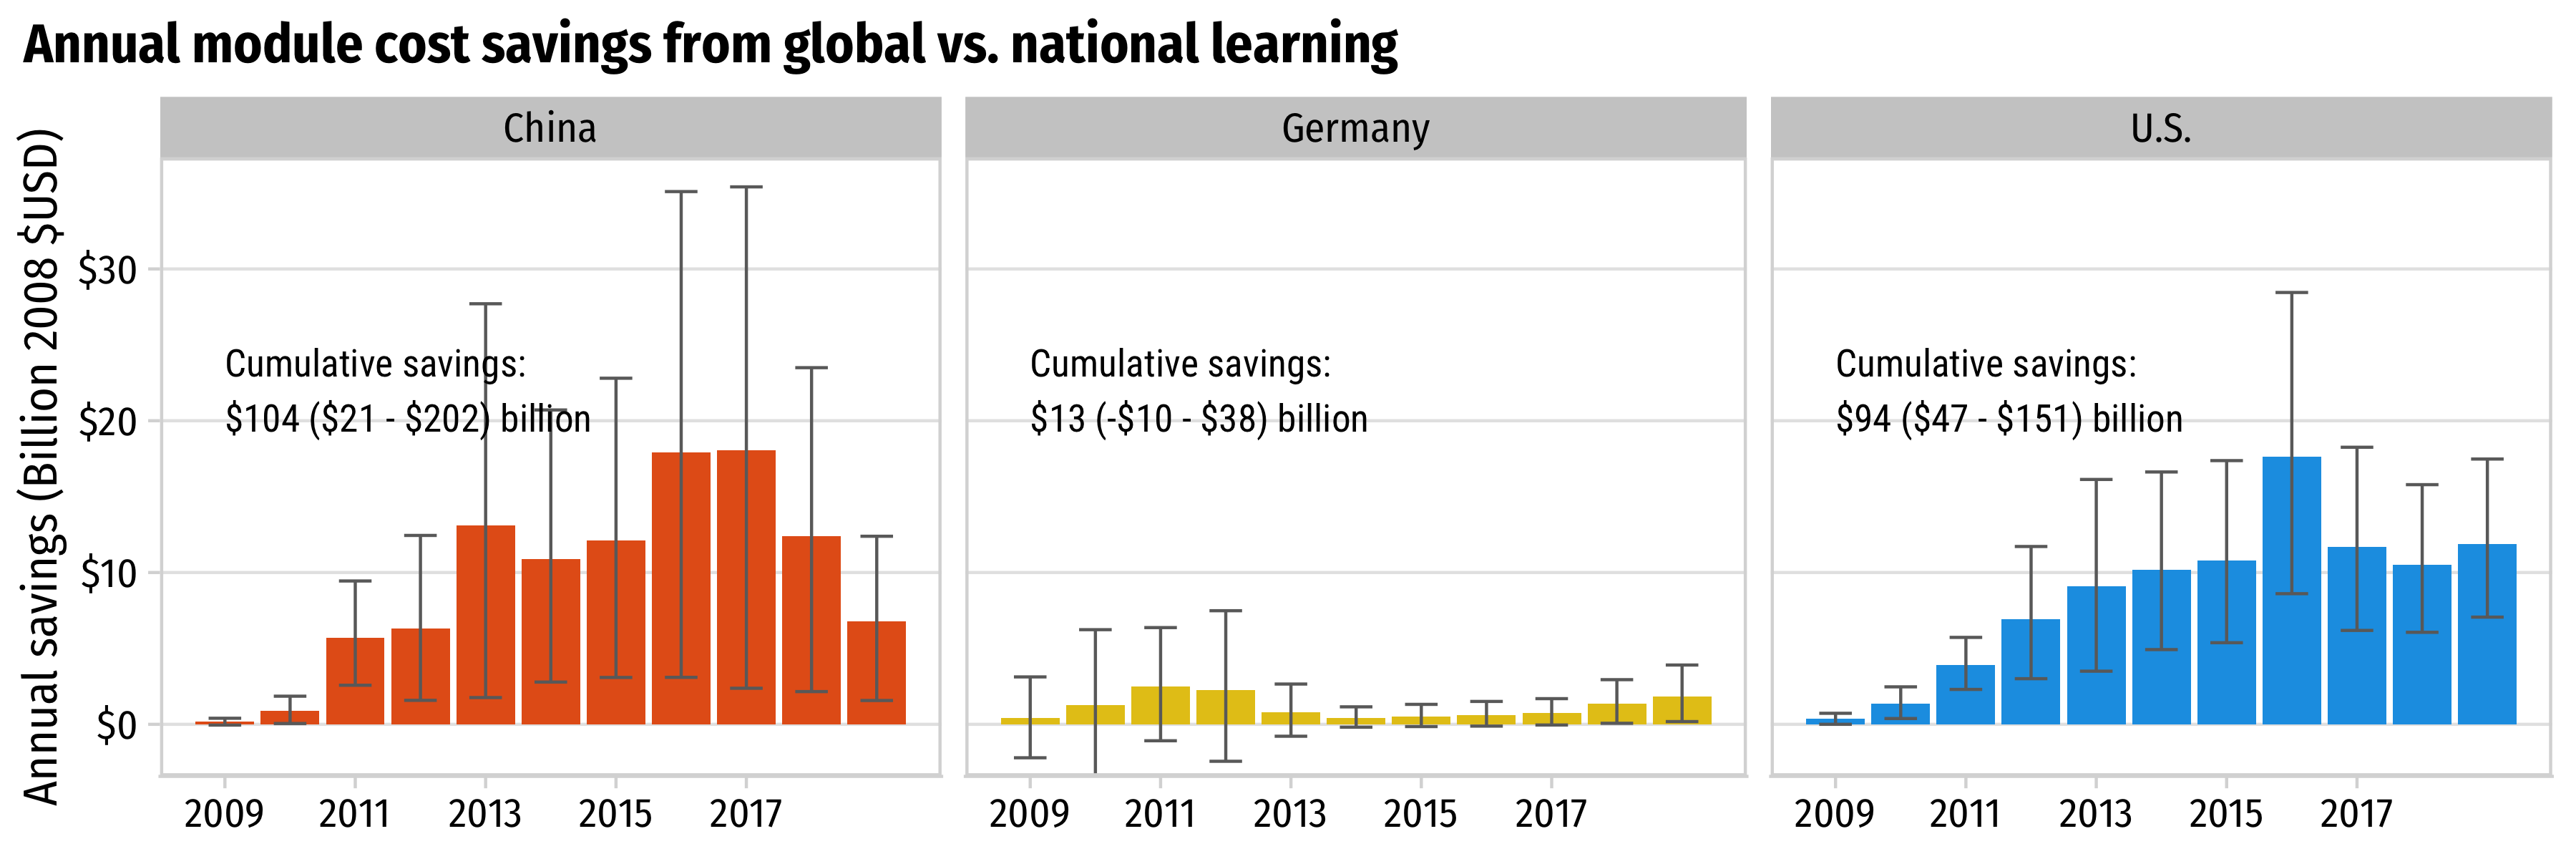 Annual module cost savings from global vs. national learning
China
Germany
U.S.
Annual savings (Billion 2008 $USD)
$30
$20
$10
$0
Cumulative savings:
$104 ($21 - $202) billion
Cumulative savings:
$13 (-$10 - $38) billion
Cumulative savings:
$94 ($47 - $151) billion
2009 2011 2013 2015 2017
2009 2011 2013 2015 2017
2009 2011 2013 2015 2017